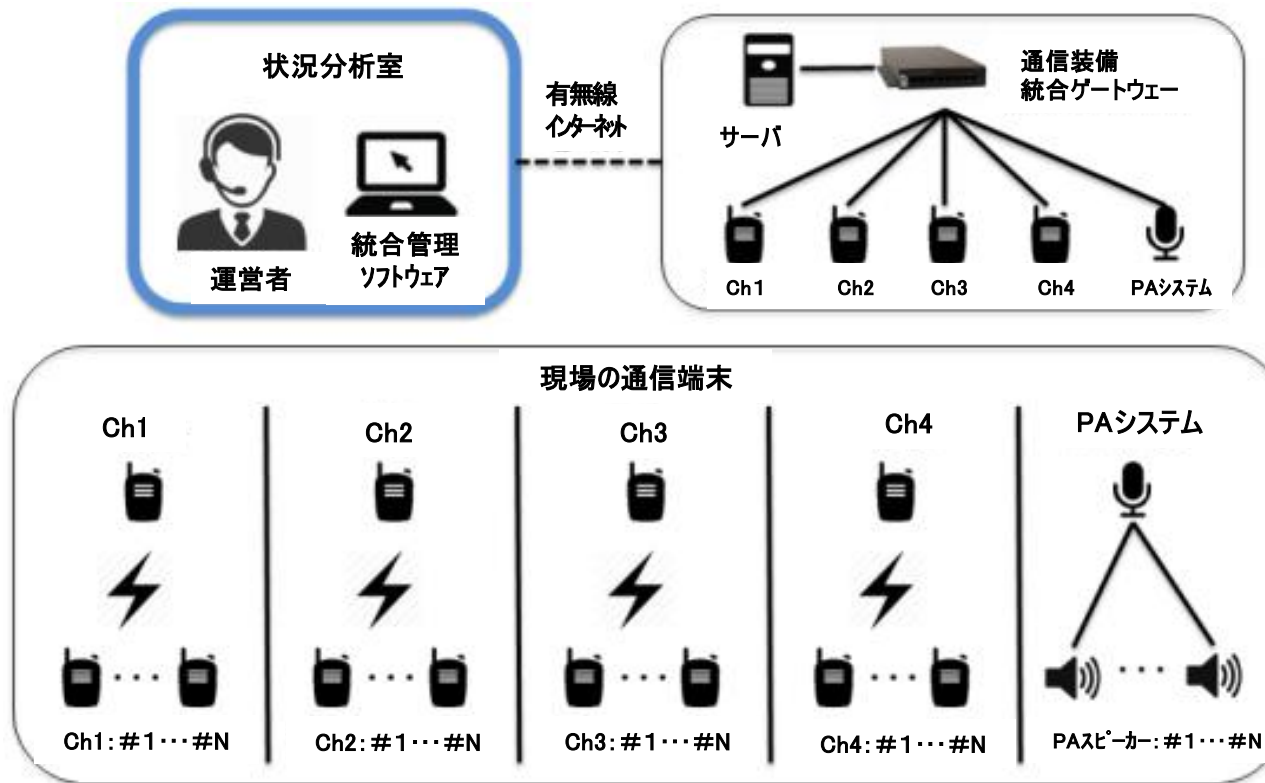 状況分析室
運営者
統合管理
ソフトウェア
有無線
インターネット
サーバ
通信装備
統合ゲートウェー
Ch1
Ch2
Ch3
Ch4
PAシステム
現場の通信端末
Ch1
Ch2
Ch3
Ch4
PAシステム
Ch1:#1・・・#N
Ch2:#1・・・#N
Ch3:#1・・・#N
Ch4:#1・・・#N
PAスピーカー:#1・・・#N